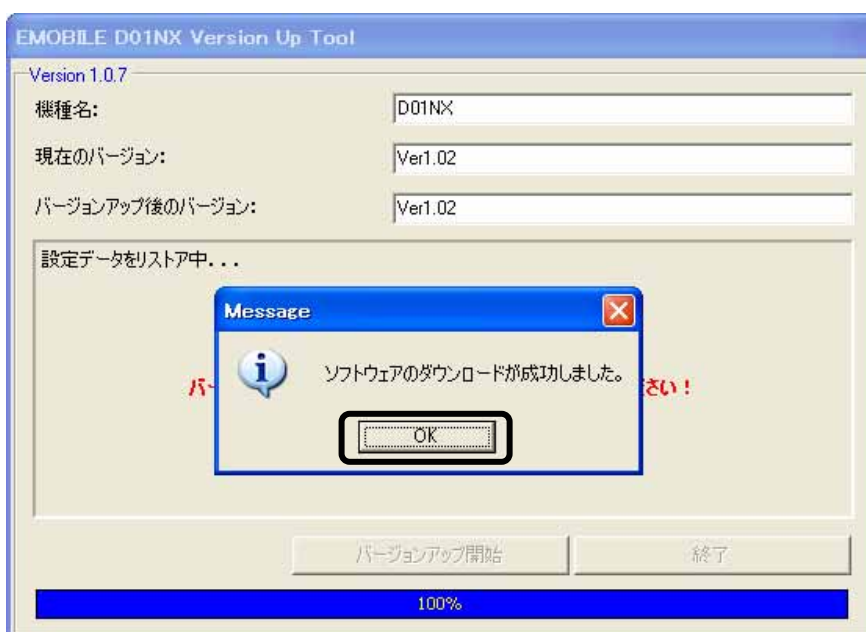 EMOBILE D01NX Version Up Tool
Version 1.0.7
機種名: D01NX
現在のバージョン: Ver1.02
バージョンアップ後のバージョン: Ver1.02
設定データをリストア中...
Message
ソフトウェアのダウンロードが成功しました。
さい！
OK
バージョンアップ開始 終了
100%